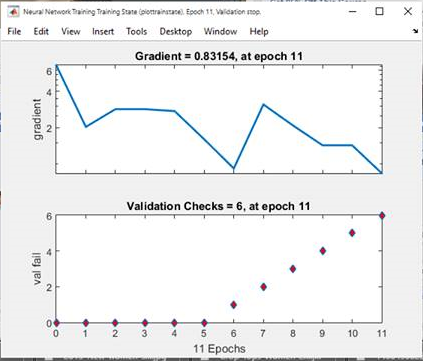 Neural Network Training Training State (plottrainstate), Epoch 11, Validation stop.
File Edit View Insert Tools Desktop Window Help
Gradient = 0.83154, at epoch 11
6
4
2
gradient
Validation Checks = 6, at epoch 11
6
4
2
0
val fail
0 1 2 3 4 5 6 7 8 9 10 11
11 Epochs